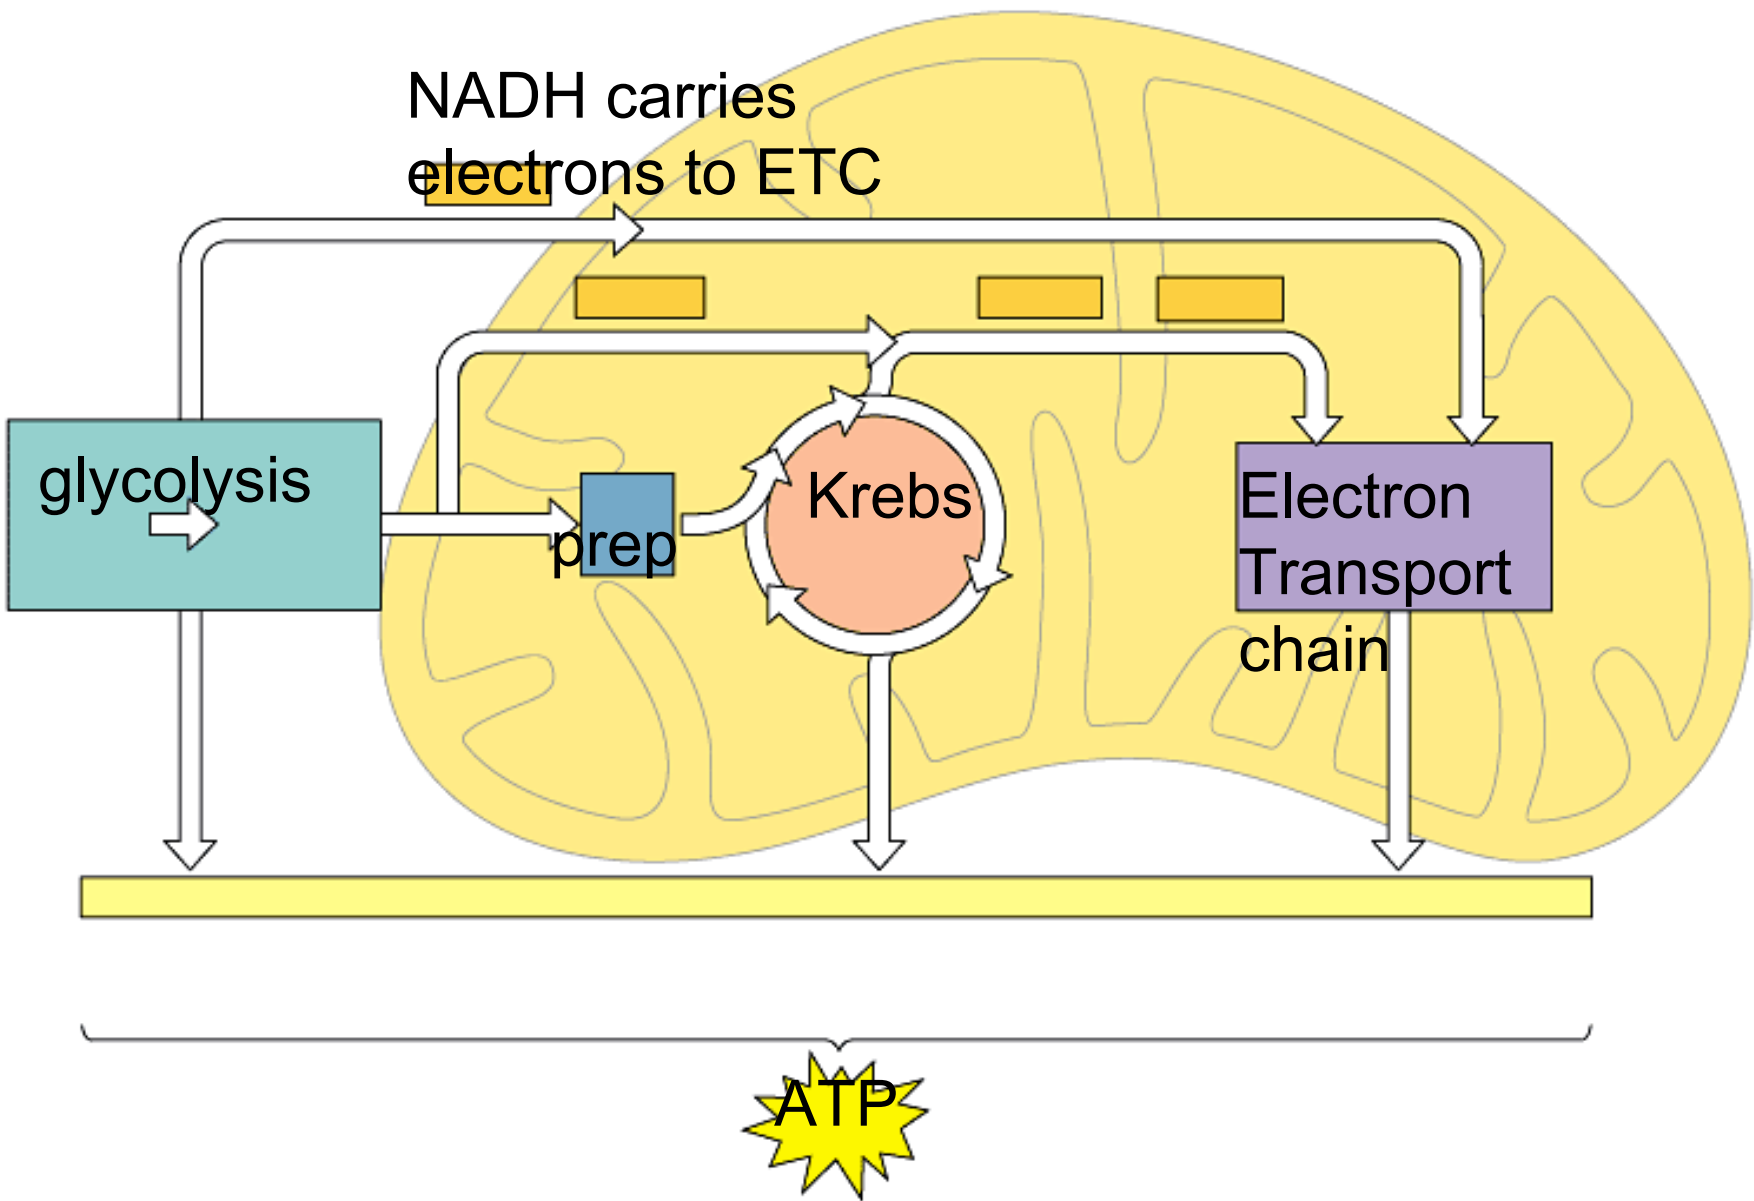 NADH carries
electrons to ETC
glycolysis
prep
Krebs
Electron
Transport
chain
ATP